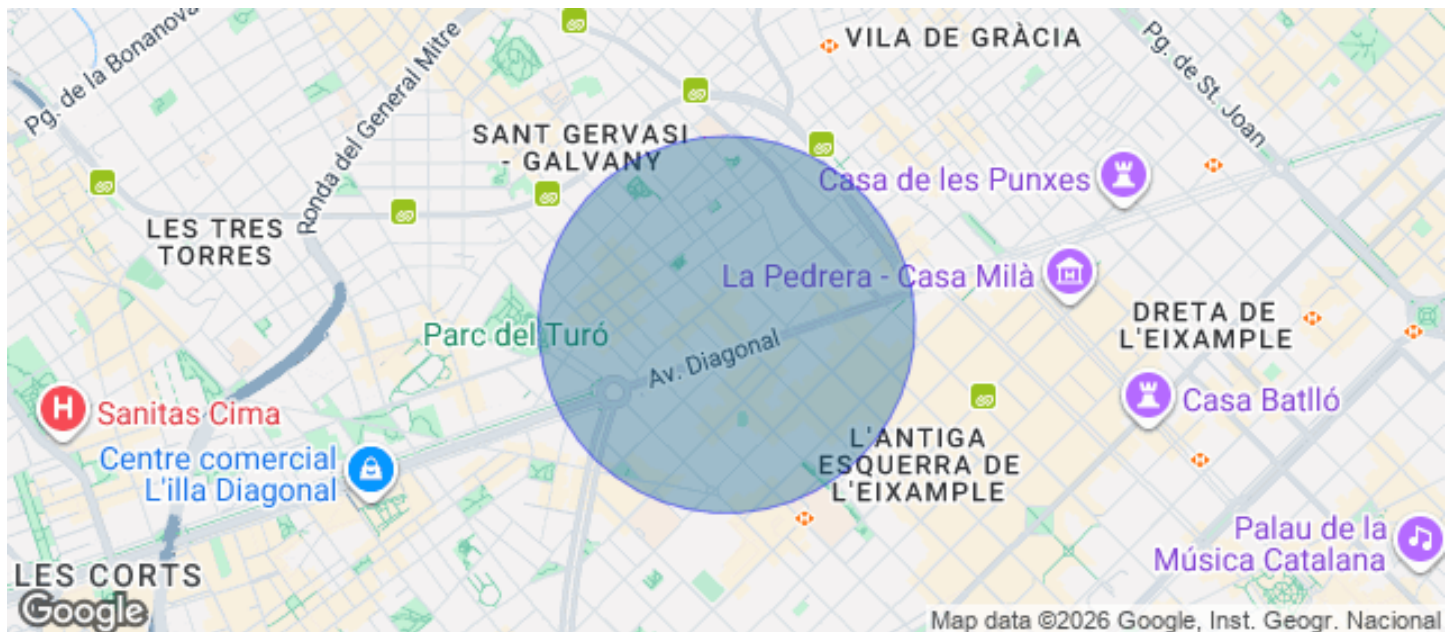 Pg. de la Bonanova
Ronda del General Mitre
VILA DE GRÀCIA
Pg. de St. Joan
SANT GERVASI
- GALVANY
Casa de les Punxes
LES TRES
TORRES
La Pedrera - Casa Milà
DRETA DE
L'EIXAMPLE
Parc del Turó
Av. Diagonal
H
Sanitas Cima
Casa Batlló
Centre comercial
L'illa Diagonal
L'ANTIGA
ESQUERRA DE
L'EIXAMPLE
Palau de la
Música Catalana
LES CORTS
Google
Map data ©2026 Google, Inst. Geogr. Nacional